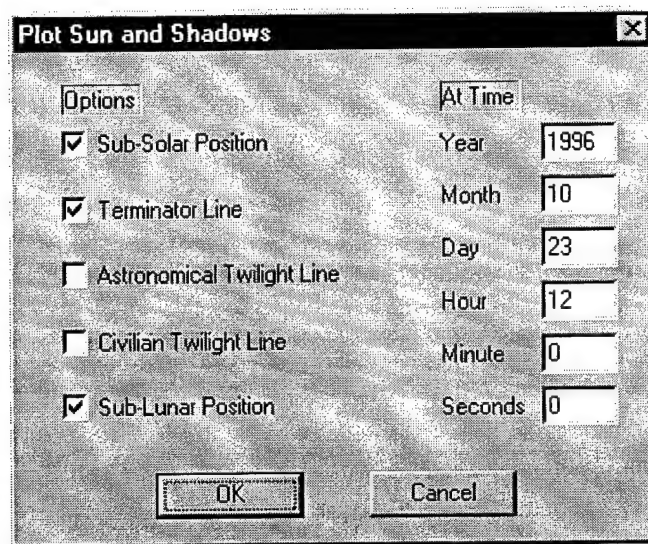 Plot Sun and Shadows
Options
Sub-Solar Position
Terminator Line
Astronomical Twilight Line
Civilian Twilight Line
Sub-Lunar Position
At Time
Year 1996
Month 10
Day 23
Hour 12
Minute 0
Seconds 0
OK
Cancel